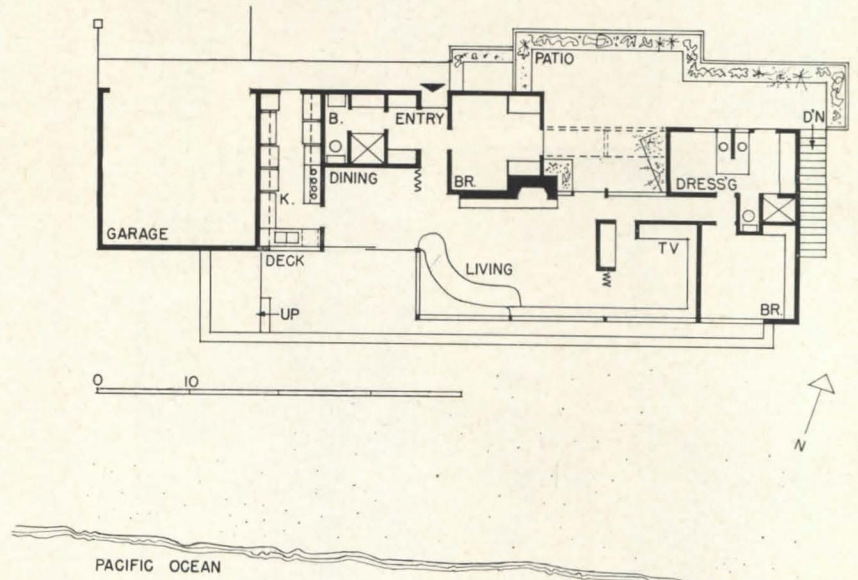 PATIO
D'N
B.
ENTRY
DINING
BR.
DRESS'G
K.
GARAGE
DECK
LIVING
TV
BR.
UP
0 10
N
PACIFIC OCEAN